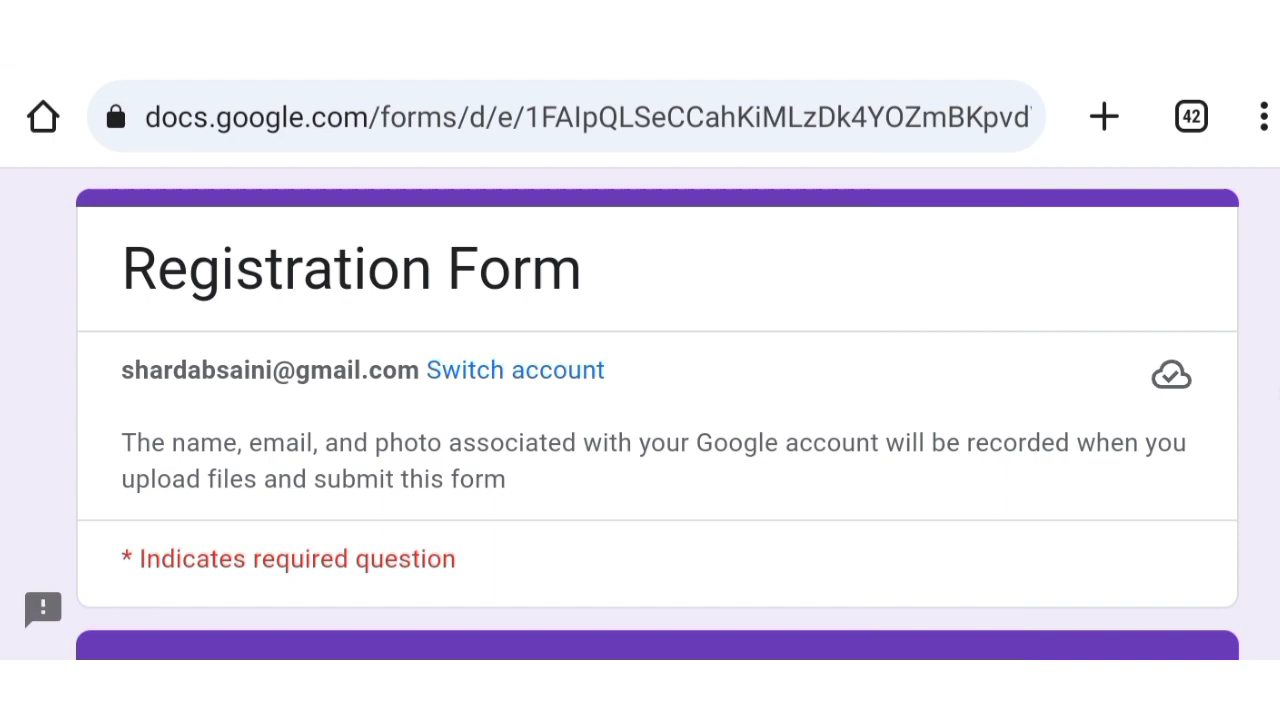 docs.google.com/forms/d/e/1FAIpQLSeCCahKiMLzDk4YOZmBKpvd
42
Registration Form
shardabsaini@gmail.com Switch account
The name, email, and photo associated with your Google account will be recorded when you
upload files and submit this form
* Indicates required question